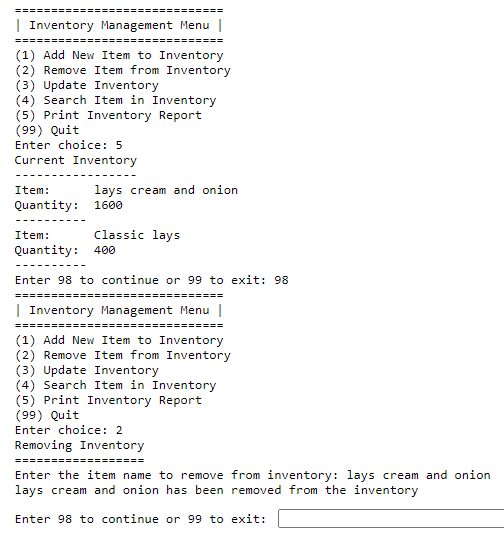 =============================
| Inventory Management Menu |
=============================
(1) Add New Item to Inventory
(2) Remove Item from Inventory
(3) Update Inventory
(4) Search Item in Inventory
(5) Print Inventory Report
(99) Quit
Enter choice: 5
Current Inventory
-----------------
Item:      lays cream and onion
Quantity:  1600
----------
Item:      Classic lays
Quantity:  400
----------
Enter 98 to continue or 99 to exit: 98
=============================
| Inventory Management Menu |
=============================
(1) Add New Item to Inventory
(2) Remove Item from Inventory
(3) Update Inventory
(4) Search Item in Inventory
(5) Print Inventory Report
(99) Quit
Enter choice: 2
Removing Inventory
==================
Enter the item name to remove from inventory: lays cream and onion
lays cream and onion has been removed from the inventory
Enter 98 to continue or 99 to exit: